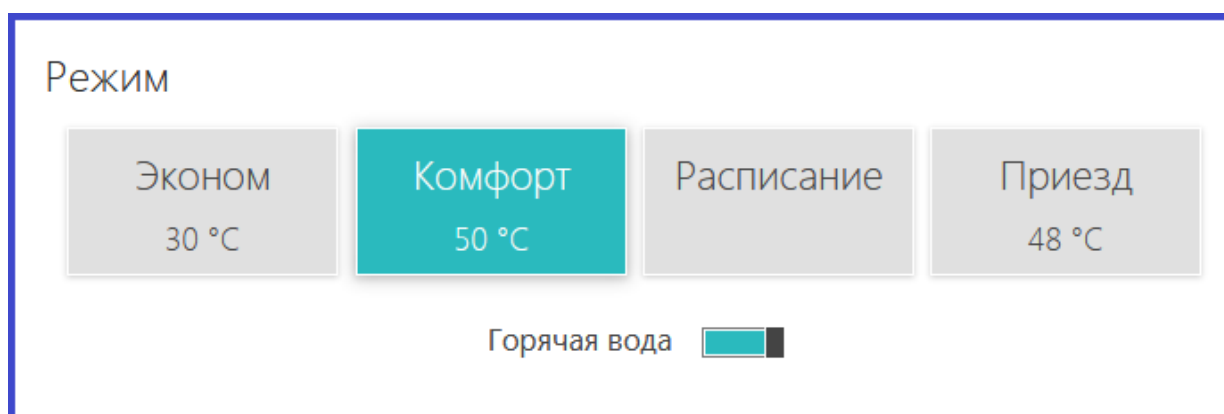 Режим
Эконом
30 °C
Комфорт
50 °C
Расписание
Приезд
48 °C
Горячая вода